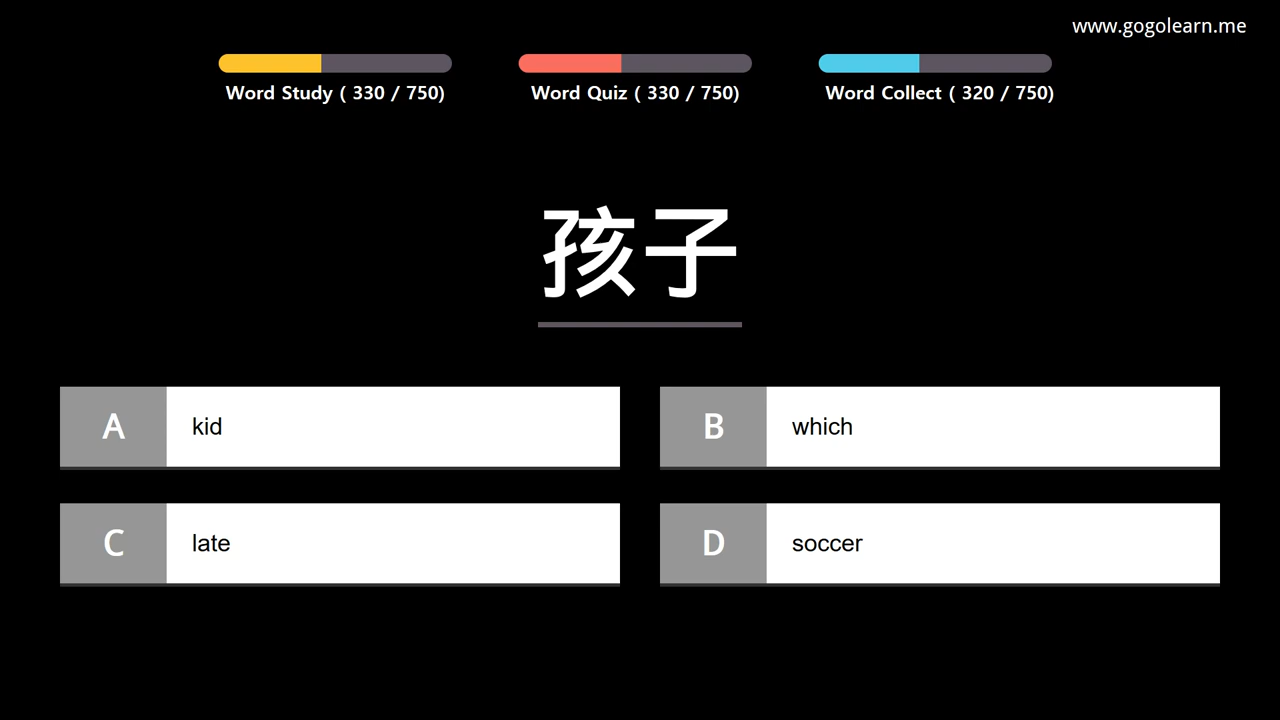 www.gogolearn.me
Word Study ( 330 / 750)
Word Quiz ( 330 / 750)
Word Collect ( 320 / 750)
孩子
A kid
B which
C late
D soccer